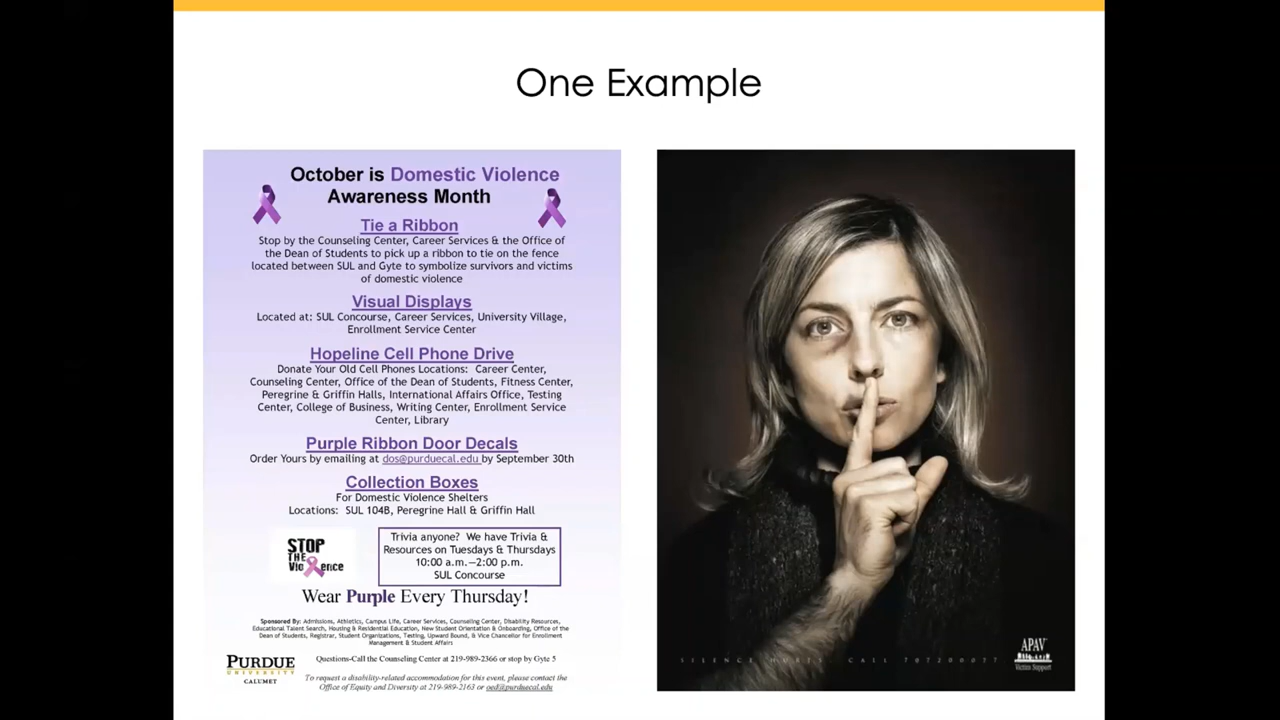 One Example
October is Domestic Violence
Awareness Month
Tie a Ribbon
Stop by the Counseling Center, Career Services & the Office of
the Dean of Students to pick up a ribbon to tie on the fence
located between SUL and Gyte to symbolize survivors and victims
of domestic violence
Visual Displays
Located at: SUL Concourse, Career Services, University Village,
Enrollment Service Center
Hopeline Cell Phone Drive
Donate Your Old Cell Phones Locations: Career Center,
Counseling Center, Office of the Dean of Students, Fitness Center,
Peregrine & Griffin Halls, International Affairs Office, Testing
Center, College of Business, Writing Center, Enrollment Service
Center, Library
Purple Ribbon Door Decals
Order Yours by emailing at dos@purduecal.edu by September 30th
Collection Boxes
For Domestic Violence Shelters
Locations: SUL 104B, Peregrine Hall & Griffin Hall
STOP
THE
Violence
Trivia anyone? We have Trivia &
Resources on Tuesdays & Thursdays
10:00 a.m.—2:00 p.m.
SUL Concourse
Wear Purple Every Thursday!
Sponsored By: Admissions, Athletics, Campus Life, Career Services, Counseling Center, Disability Resources,
Educational Talent Search, Housing & Residential Education, New Student Orientation & Onboarding, Office of the
Dean of Students, Registrar, Student Organizations, Testing, Upward Bound, & Vice Chancellor for Enrollment
Management & Student Affairs
PURDUE
UNIVERSITY
CALUMET
Questions-Call the Counseling Center at 219-989-2366 or stop by Gyte 5
To request a disability-related accommodation for this event, please contact the
Office of Equity and Diversity at 219-989-2163 or oed@purduecal.edu
SILENCE HURTS. CALL 707200077
APAV
Victim Support